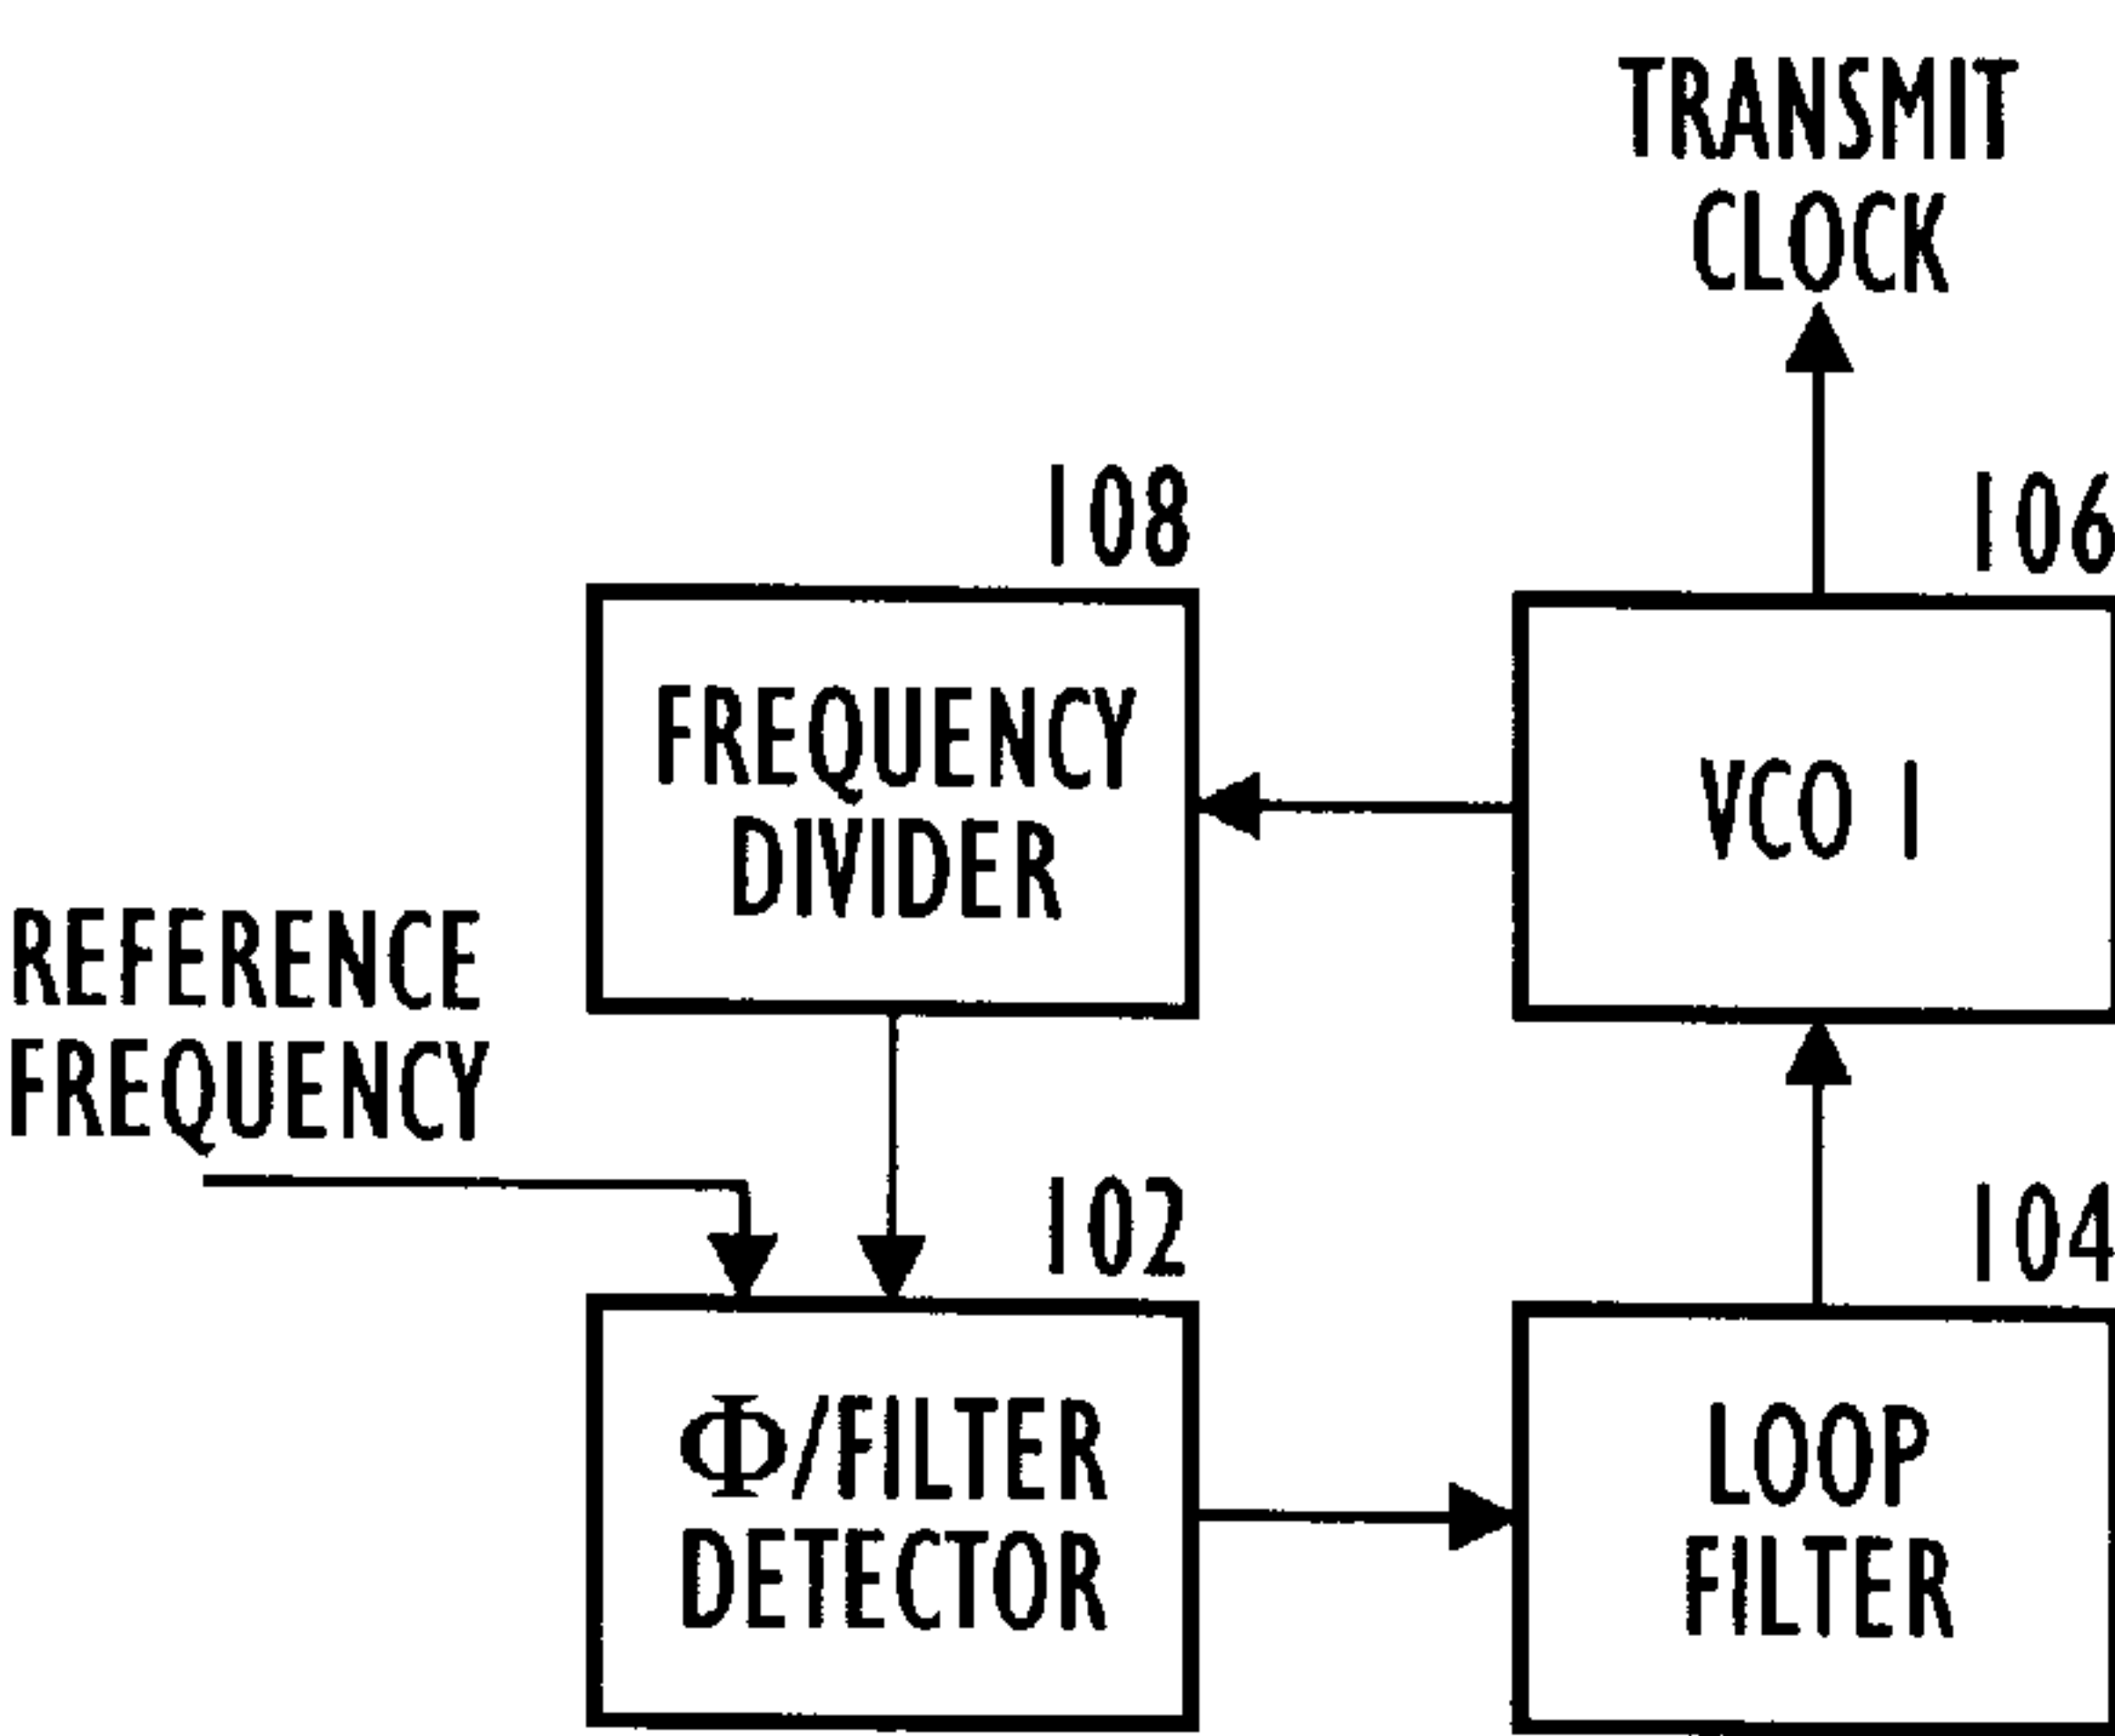 TRANSMIT
CLOCK
108
106
FREQUENCY
DIVIDER
VCO 1
REFERENCE
FREQUENCY
102
104
Φ/FILTER
DETECTOR
LOOP
FILTER